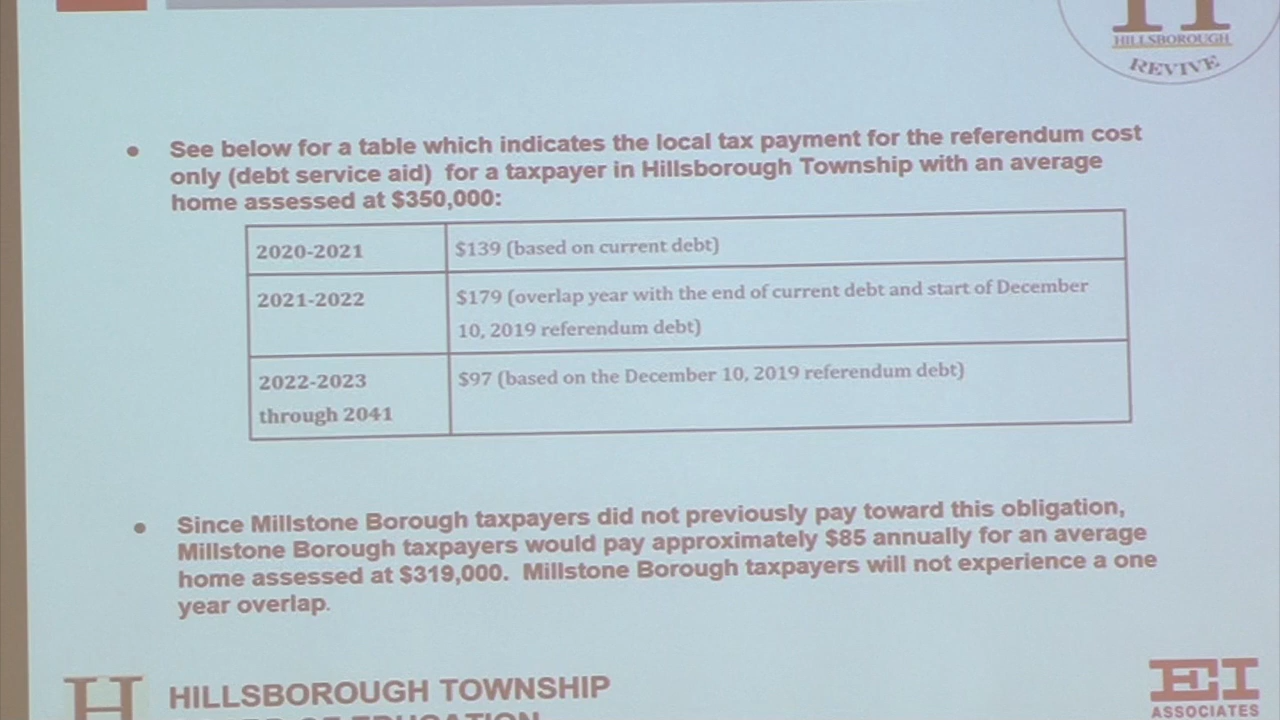 HILLSBOROUGH
REVIVE
• See below for a table which indicates the local tax payment for the referendum cost
only (debt service aid) for a taxpayer in Hillsborough Township with an average
home assessed at $350,000:
2020-2021 $139 (based on current debt)
2021-2022 $179 (overlap year with the end of current debt and start of December
10, 2019 referendum debt)
2022-2023 $97 (based on the December 10, 2019 referendum debt)
through 2041
• Since Millstone Borough taxpayers did not previously pay toward this obligation,
Millstone Borough taxpayers would pay approximately $85 annually for an average
home assessed at $319,000. Millstone Borough taxpayers will not experience a one
year overlap.
H
HILLSBOROUGH TOWNSHIP
OF EDUCATION
EI
ASSOCIATES